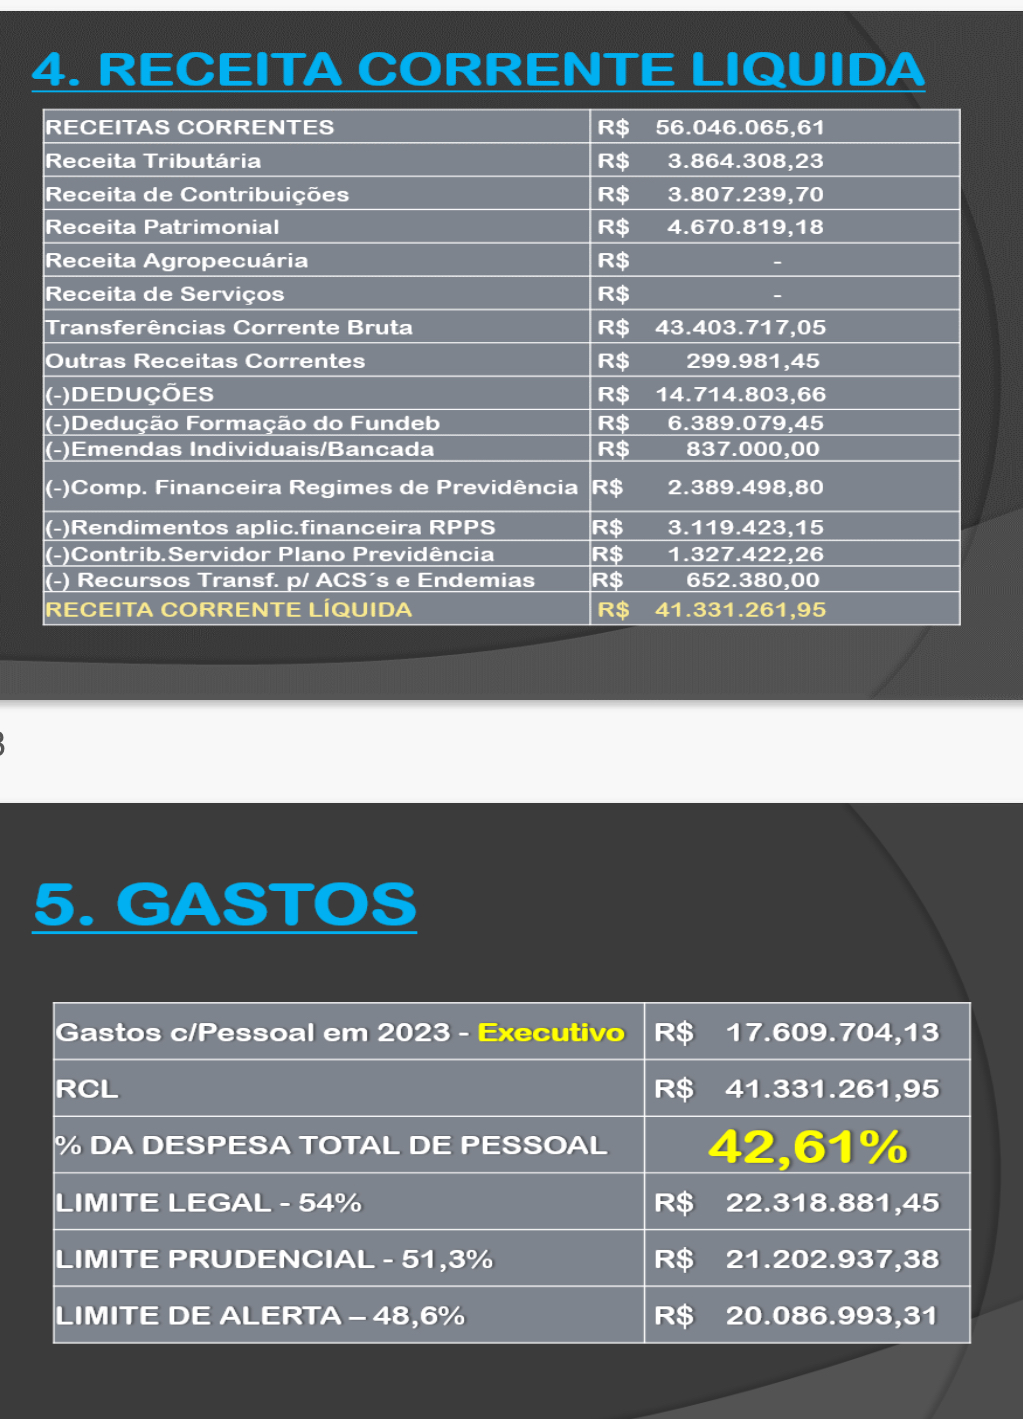 4. RECEITA CORRENTE LIQUIDA
RECEITAS CORRENTES R$ 56.046.065,61
Receita Tributária R$ 3.864.308,23
Receita de Contribuições R$ 3.807.239,70
Receita Patrimonial R$ 4.670.819,18
Receita Agropecuária R$ -
Receita de Serviços R$ -
Transferências Corrente Bruta R$ 43.403.717,05
Outras Receitas Correntes R$ 299.981,45
(-)DEDUÇÕES R$ 14.714.803,66
(-)Dedução Formação do Fundeb R$ 6.389.079,45
(-)Emendas Individuais/Bancada R$ 837.000,00
(-)Comp. Financeira Regimes de Previdência R$ 2.389.498,80
(-)Rendimentos aplic.financeira RPPS R$ 3.119.423,15
(-)Contrib.Servidor Plano Previdência R$ 1.327.422,26
(-) Recursos Transf. p/ ACS´s e Endemias R$ 652.380,00
RECEITA CORRENTE LÍQUIDA R$ 41.331.261,95
5. GASTOS
Gastos c/Pessoal em 2023 - Executivo R$ 17.609.704,13
RCL R$ 41.331.261,95
% DA DESPESA TOTAL DE PESSOAL 42,61%
LIMITE LEGAL - 54% R$ 22.318.881,45
LIMITE PRUDENCIAL - 51,3% R$ 21.202.937,38
LIMITE DE ALERTA – 48,6% R$ 20.086.993,31